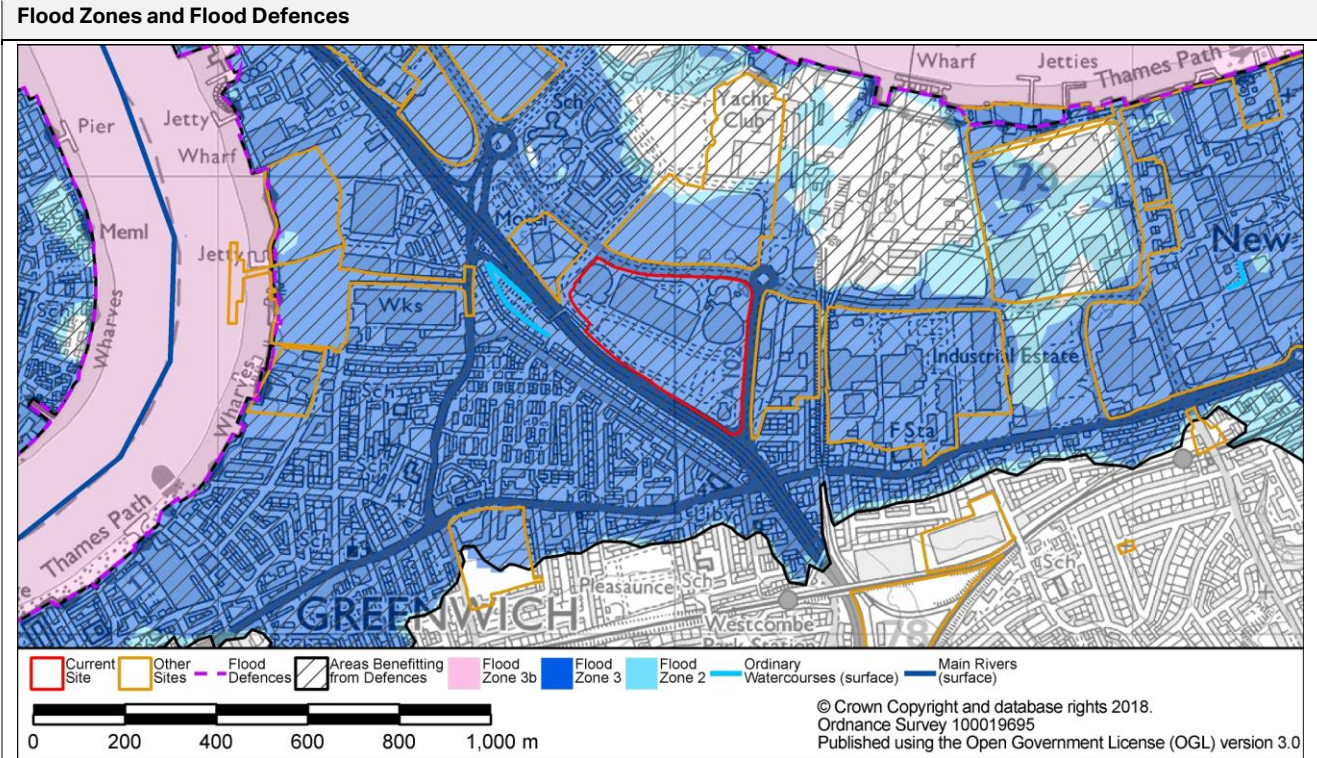 Flood Zones and Flood Defences
Wharf
Jetties
Thames Path
Yacht
Club
Sch
Pier
Jetty
Wharf
Meml
Jetty
New
Wharves
Wks
Industrial Estate
Sch
F Sta
Wharves
Sch
Thames Path
Lib
Sch
GREENWICH
Pleasaunce
Sch
Westcombe
Park Station
78
Current
Site
Other
Sites
Flood
Defences
Areas Benefitting
from Defences
Flood
Zone 3b
Flood
Zone 3
Flood
Zone 2
Ordinary
Watercourses (surface)
Main Rivers
(surface)
0 200 400 600 800 1,000 m
© Crown Copyright and database rights 2018.
Ordnance Survey 100019695
Published using the Open Government License (OGL) version 3.0